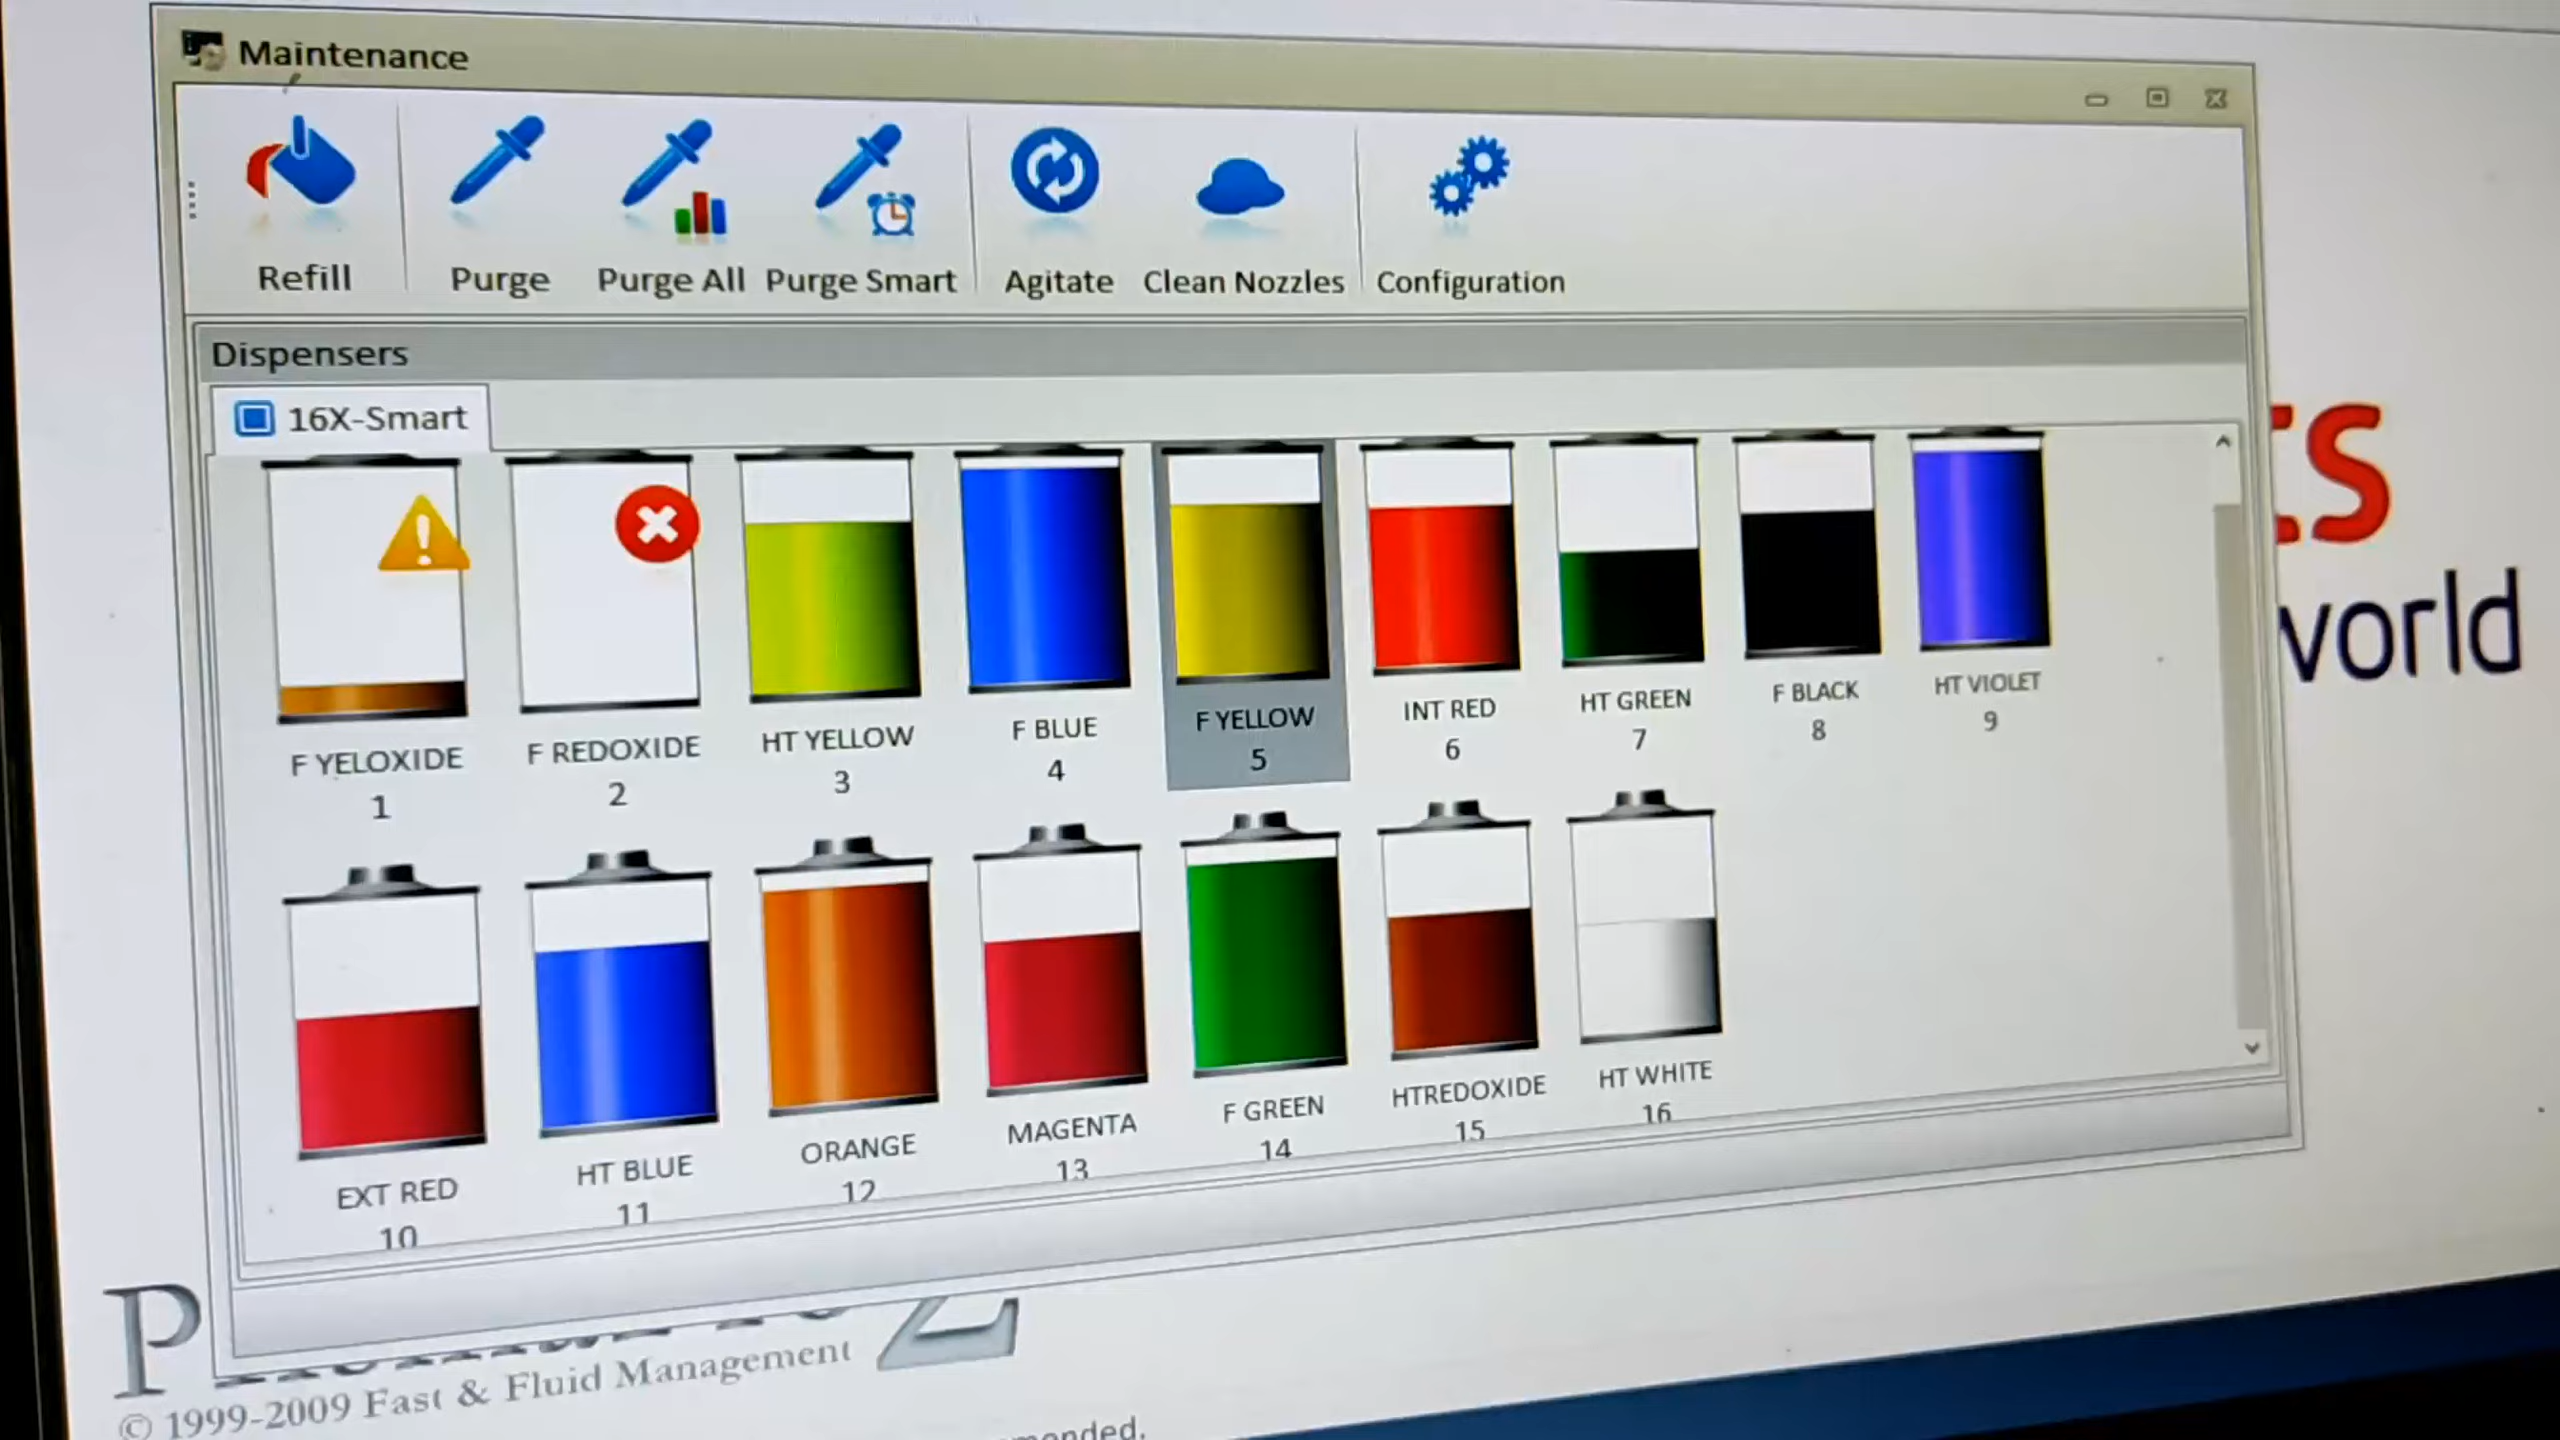 Maintenance
Refill Purge Purge All Purge Smart Agitate Clean Nozzles Configuration
Dispensers
16X-Smart
F YELOXIDE F REDOXIDE HT YELLOW F BLUE F YELLOW INT RED HT GREEN F BLACK HT VIOLET
1 2 3 4 5 6 7 8 9
EXT RED HT BLUE ORANGE MAGENTA F GREEN HTREDOXIDE HT WHITE
10 11 12 13 14 15 16
world
© 1999-2009 Fast & Fluid Management